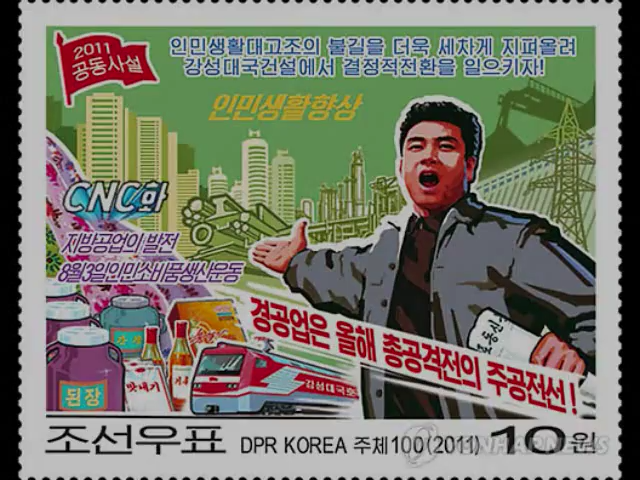 2011
공동사설
인민생활대고조의 불길을 더욱 세차게 지펴올려
강성대국건설에서 결정적전환을 일으키자!
인민생활향상
CNC화
지방공업의 발전
8월3일인민소비품생산운동
경공업은 올해 총공격전의 주공전선!
된장
맛내기
강성대국호
로동신문
조선우표 DPR KOREA 주체100(2011) 10원
YONHAPNEWS